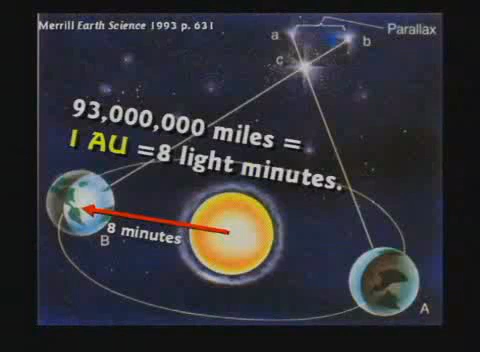 Merrill Earth Science 1993 p. 631
Parallax
a
b
c
93,000,000 miles =
1 AU =8 light minutes.
8 minutes
B
A